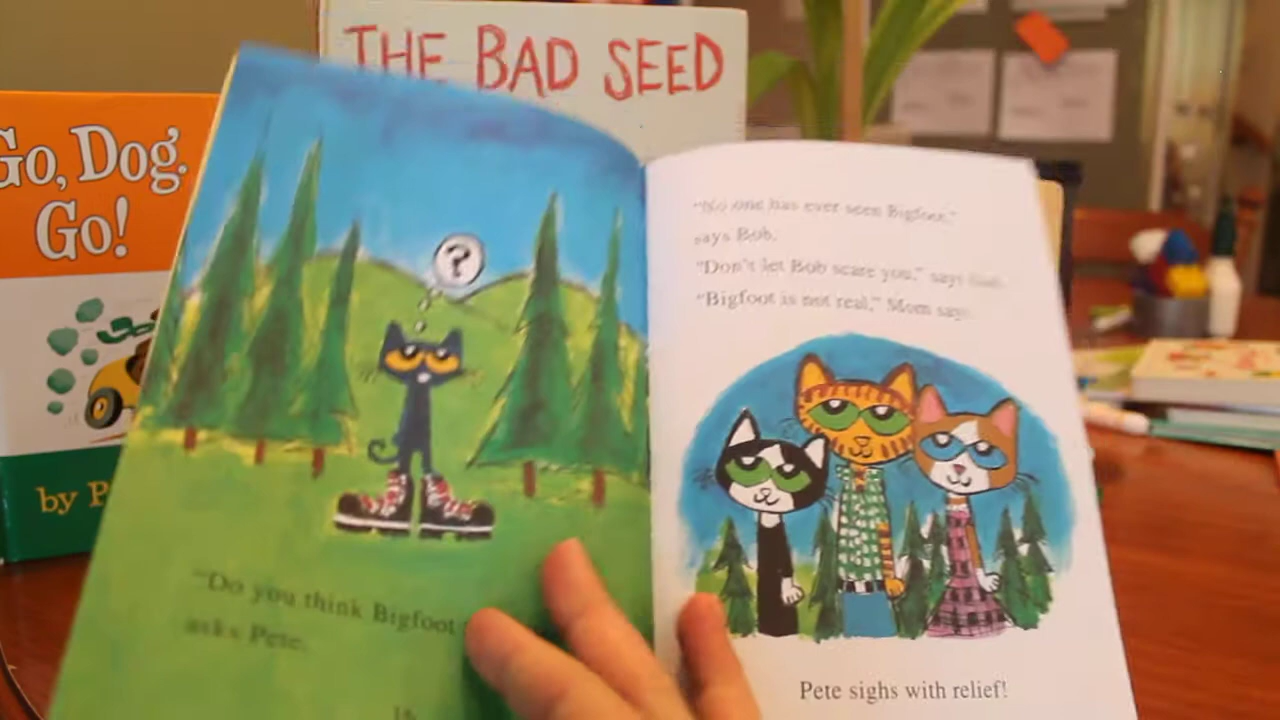 THE BAD SEED
Go, Dog.
Go!
by P
?
"Do you think Bigfoot
asks Pete.
"No one has ever seen Bigfoot,"
says Bob.
"Don't let Bob scare you," says
"Bigfoot is not real," Mom says.
Pete sighs with relief!